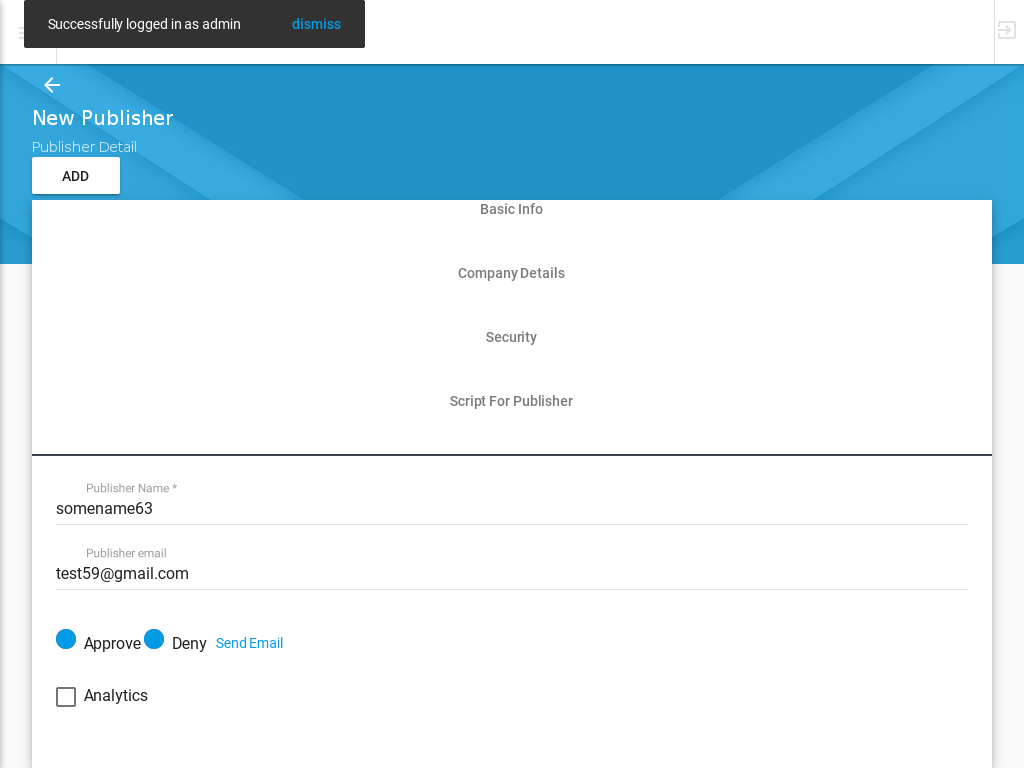 Successfully logged in as admin dismiss
New Publisher
Publisher Detail
ADD
Basic Info
Company Details
Security
Script For Publisher
Publisher Name *
somename63
Publisher email
test59@gmail.com
Approve Deny Send Email
Analytics